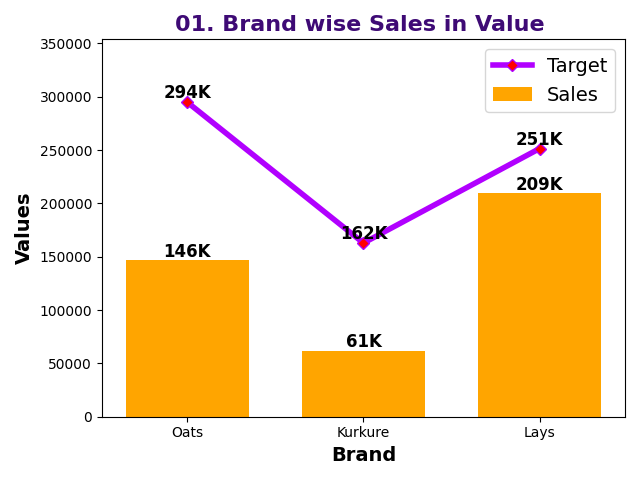 01. Brand wise Sales in Value
350000
300000
250000
200000
150000
100000
50000
0
Values
294K
162K
251K
146K
61K
209K
Target
Sales
Oats
Kurkure
Lays
Brand